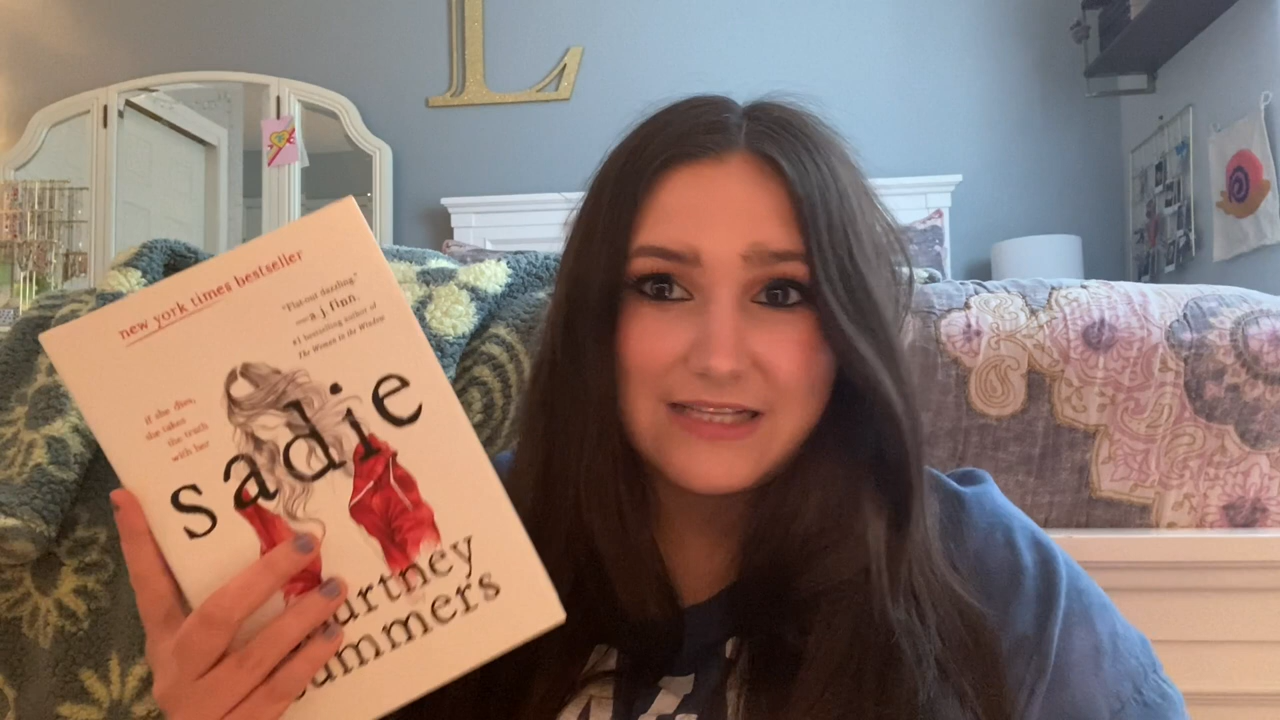 L
new york times bestseller
"Flat-out dazzling."
a. j finn,
#1 bestselling author of
The Woman in the Window
if she dies,
she takes
the truth
with her
sadie
urtney
ummers